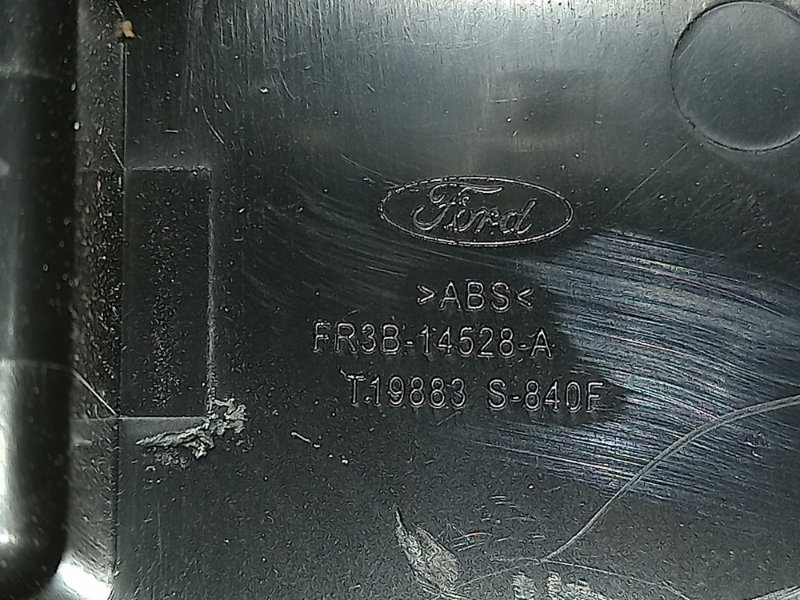 Ford
>ABS<
FR3B-14528-A
T19883 S-840F